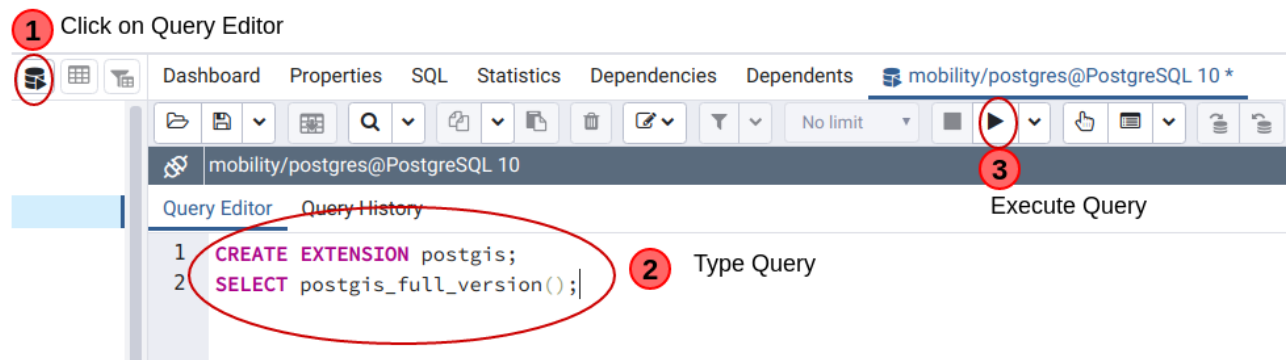 1 Click on Query Editor
Dashboard Properties SQL Statistics Dependencies Dependents mobility/postgres@PostgreSQL 10 *
No limit
mobility/postgres@PostgreSQL 10
3
Query Editor Query History
Execute Query
1 CREATE EXTENSION postgis;
2 SELECT postgis_full_version();
2 Type Query